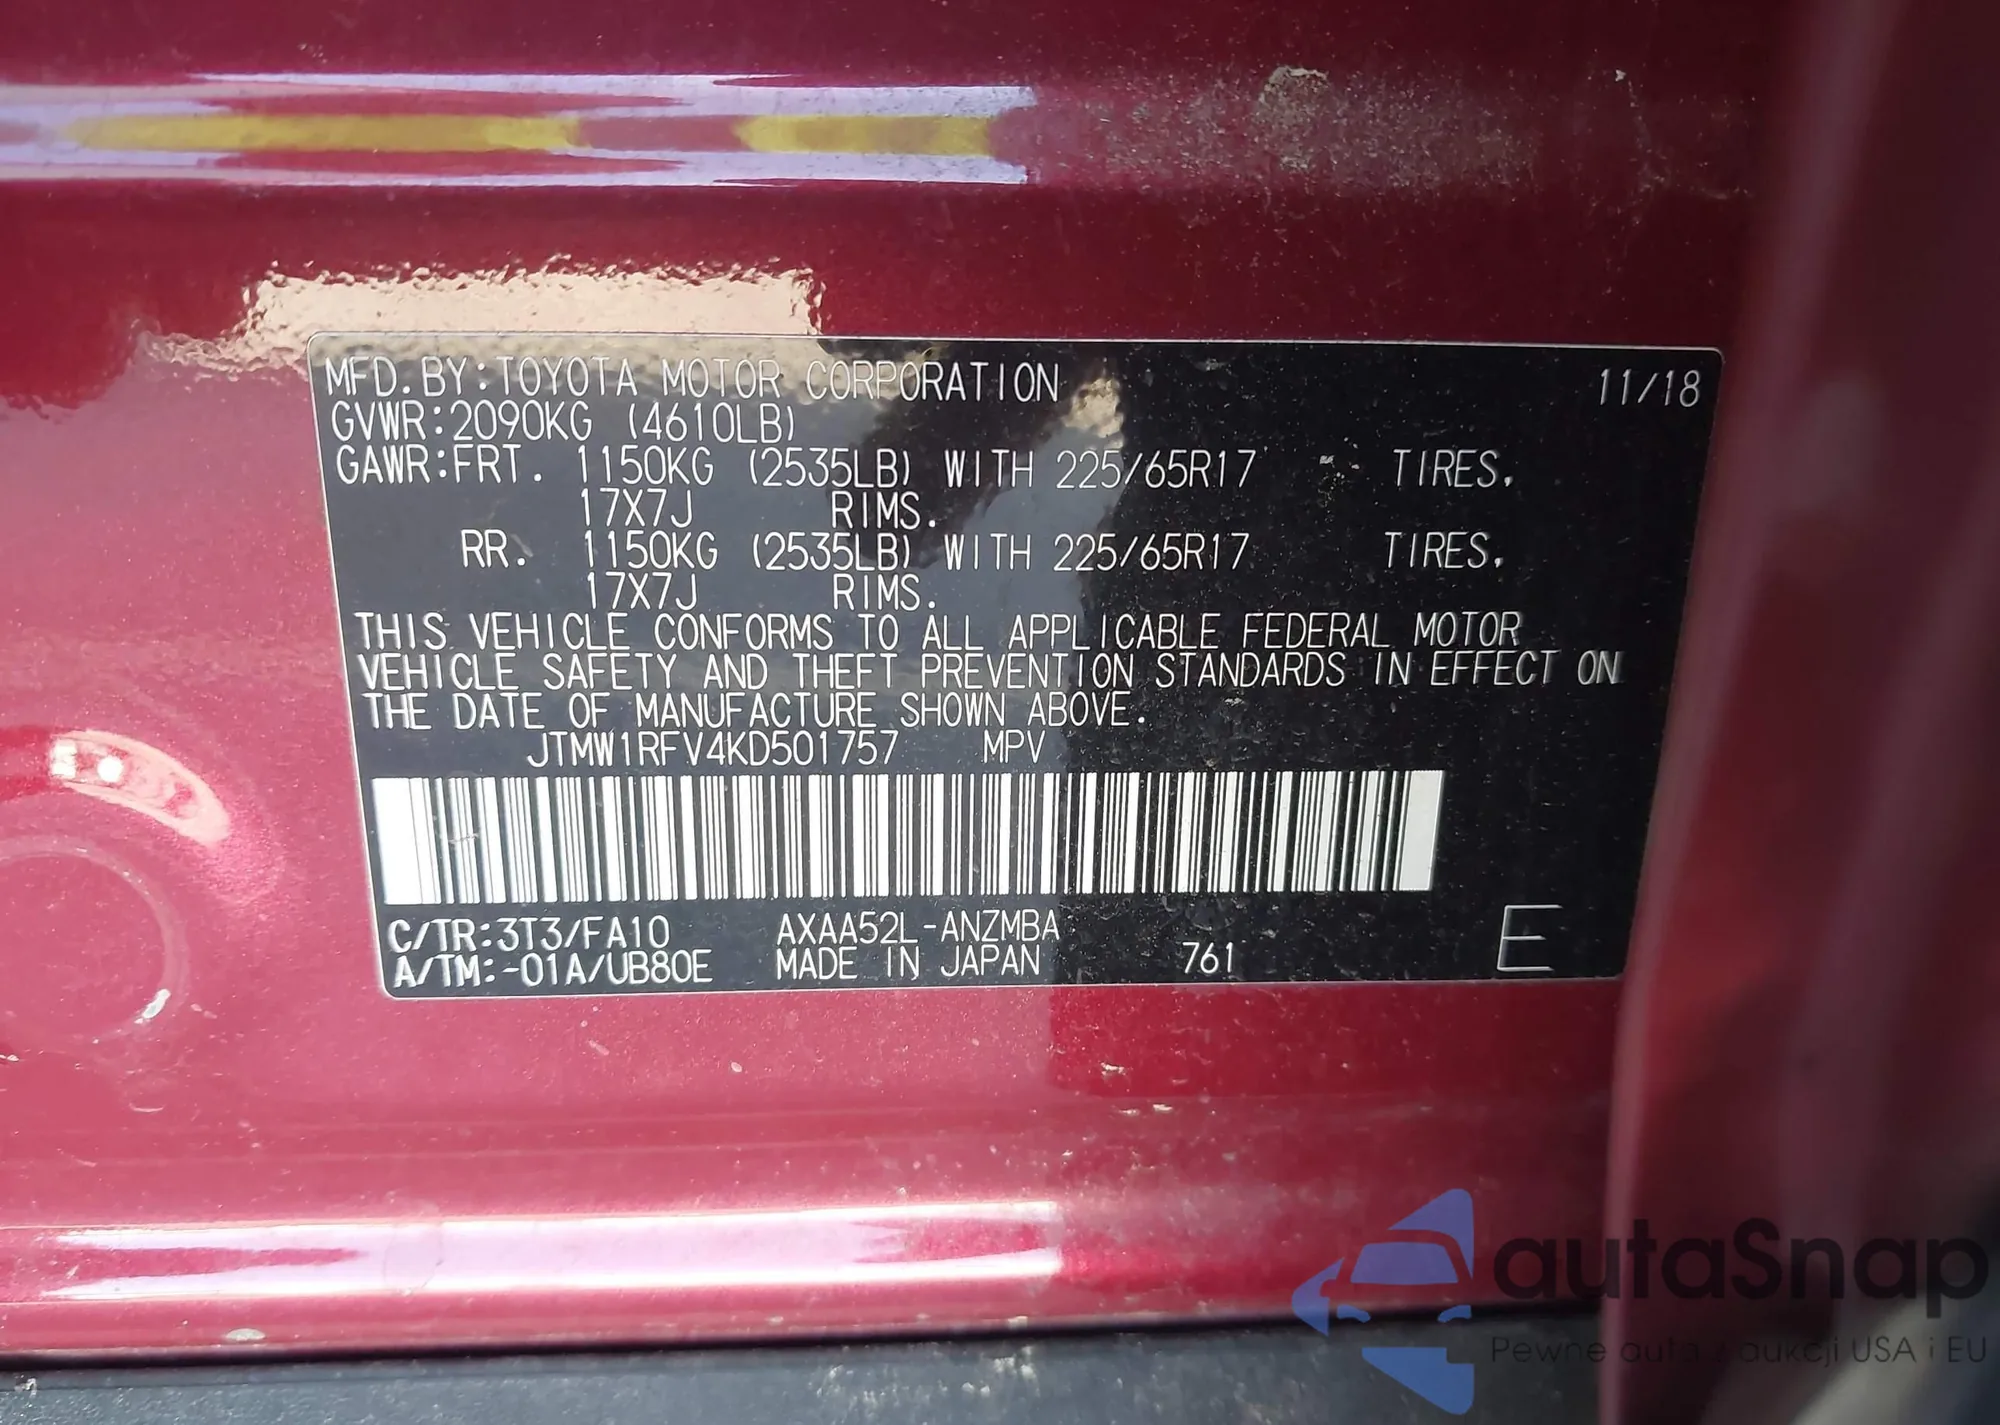 MFD.BY:TOYOTA MOTOR CORPORATION 11/18
GVWR:2090KG (4610LB)
GAWR:FRT. 1150KG (2535LB) WITH 225/65R17 TIRES,
17X7J RIMS.
RR. 1150KG (2535LB) WITH 225/65R17 TIRES,
17X7J RIMS.
THIS VEHICLE CONFORMS TO ALL APPLICABLE FEDERAL MOTOR
VEHICLE SAFETY AND THEFT PREVENTION STANDARDS IN EFFECT ON
THE DATE OF MANUFACTURE SHOWN ABOVE.
JTMW1RFV4KD501757 MPV
C/TR:3T3/FA10 AXAA52L-ANZMBA
A/TM:-01A/UB80E MADE IN JAPAN 761 E
autaSnap
Pewne auta z aukcji USA i EU